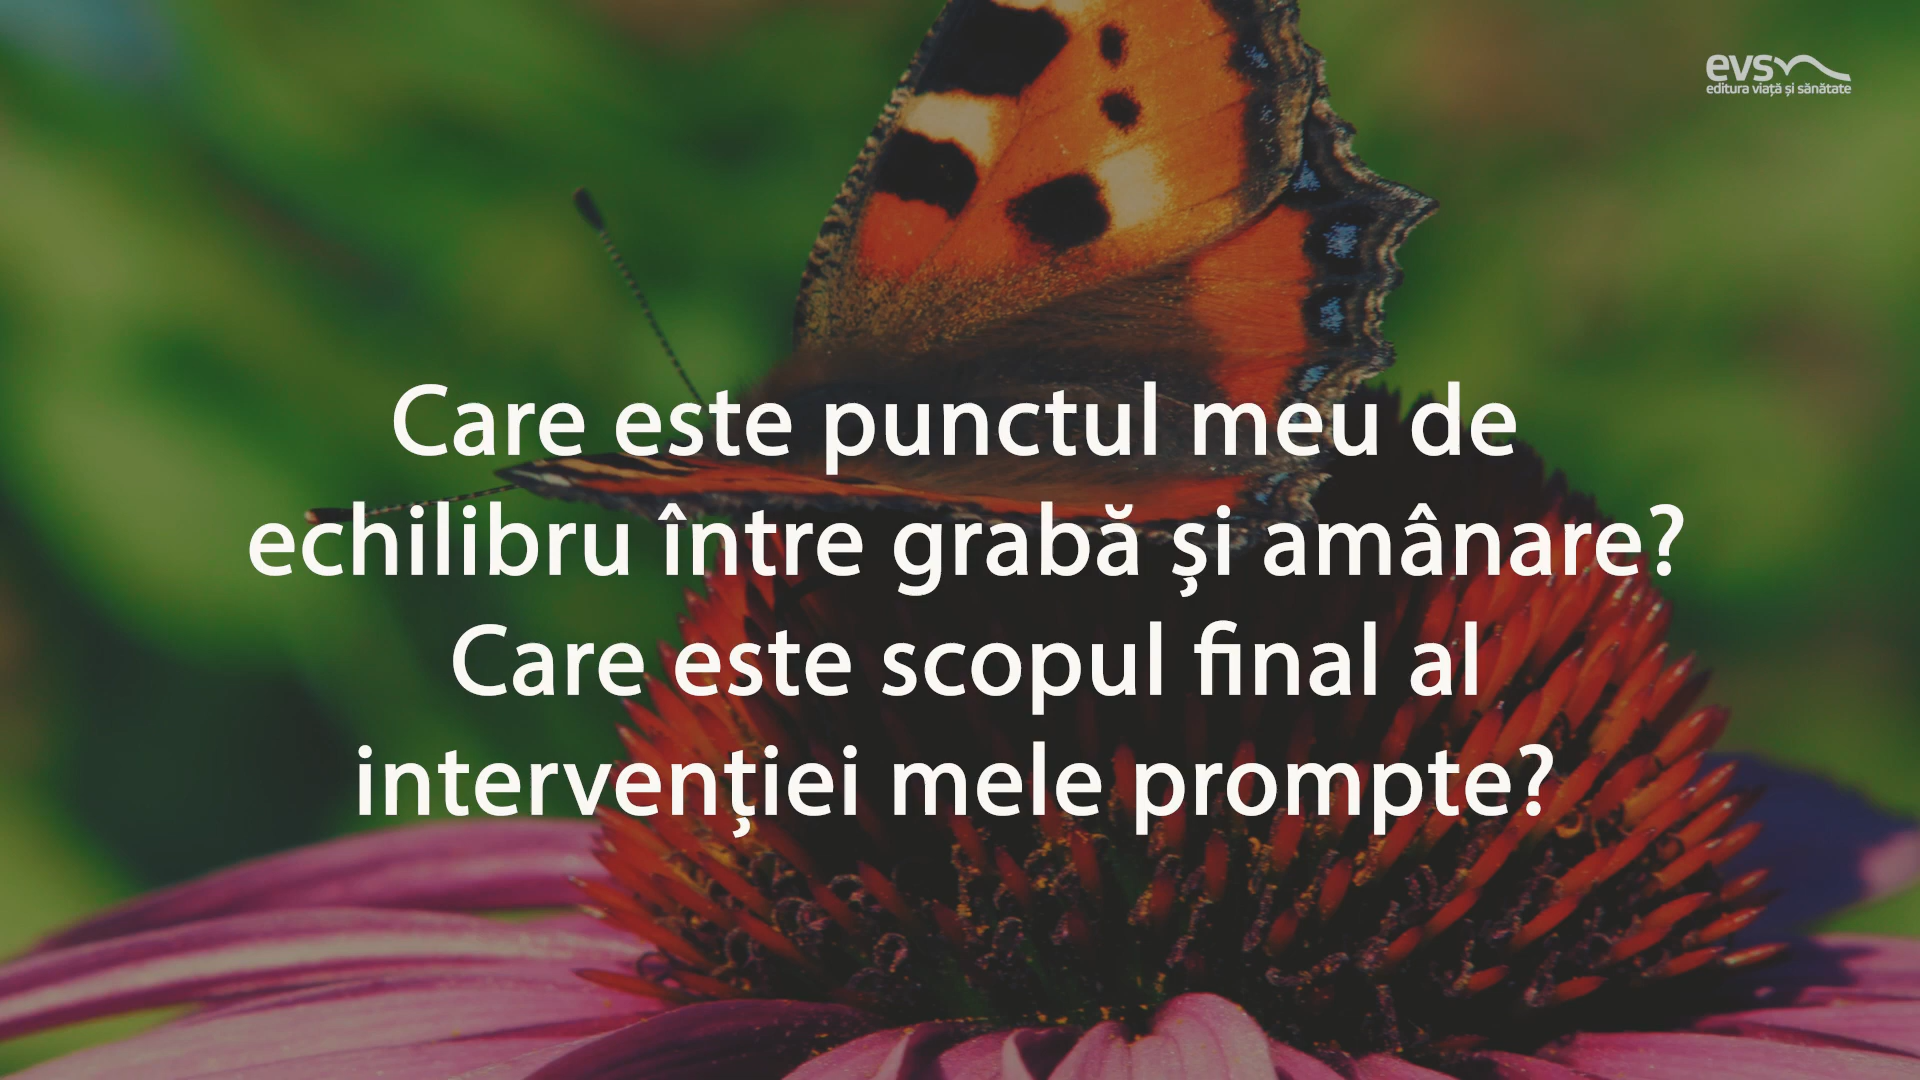 evs
editura viață și sănătate
Care este punctul meu de
echilibru între grabă și amânare?
Care este scopul final al
intervenției mele prompte?